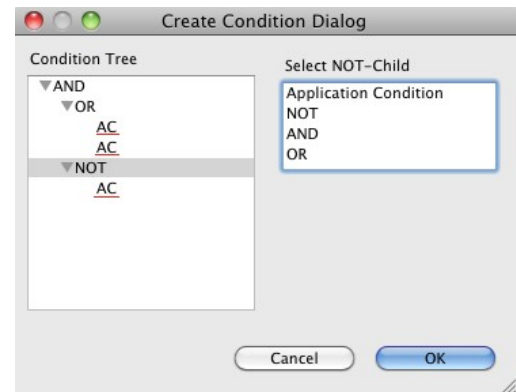 Create Condition Dialog
Condition Tree
AND
OR
AC
AC
NOT
AC
Select NOT-Child
Application Condition
NOT
AND
OR
Cancel
OK